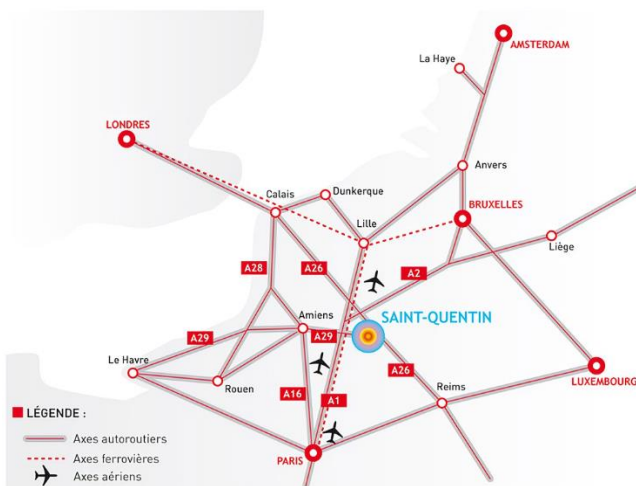 AMSTERDAM
La Haye
LONDRES
Anvers
Dunkerque
Calais
BRUXELLES
Lille
Liège
A28
A26
A2
SAINT-QUENTIN
Amiens
A29
A29
Le Havre
A26
LUXEMBOURG
Rouen
A16
A1
Reims
LÉGENDE :
Axes autoroutiers
Axes ferrovières
PARIS
Axes aériens